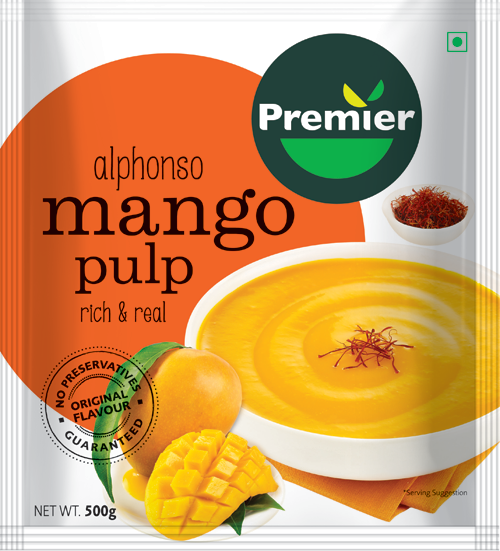 Premier
alphonso
mango
pulp
rich & real
NO PRESERVATIVES
ORIGINAL
FLAVOUR
GUARANTEED
*Serving Suggestion
NET WT. 500g